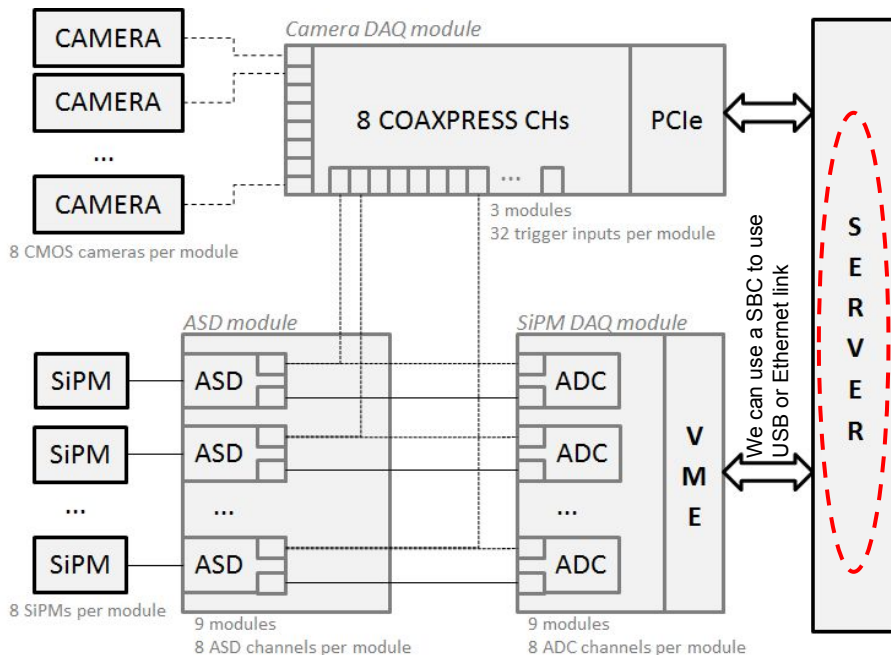 Camera DAQ module
CAMERA
CAMERA
...
CAMERA
8 CMOS cameras per module
8 COAXPRESS CHs
PCIe
...
3 modules
32 trigger inputs per module
ASD module
SiPM
ASD
SiPM
ASD
...
...
SiPM
ASD
8 SiPMs per module
9 modules
8 ASD channels per module
SiPM DAQ module
ADC
ADC
...
ADC
V
M
E
9 modules
8 ADC channels per module
We can use a SBC to use
USB or Ethernet link
S
E
R
V
E
R